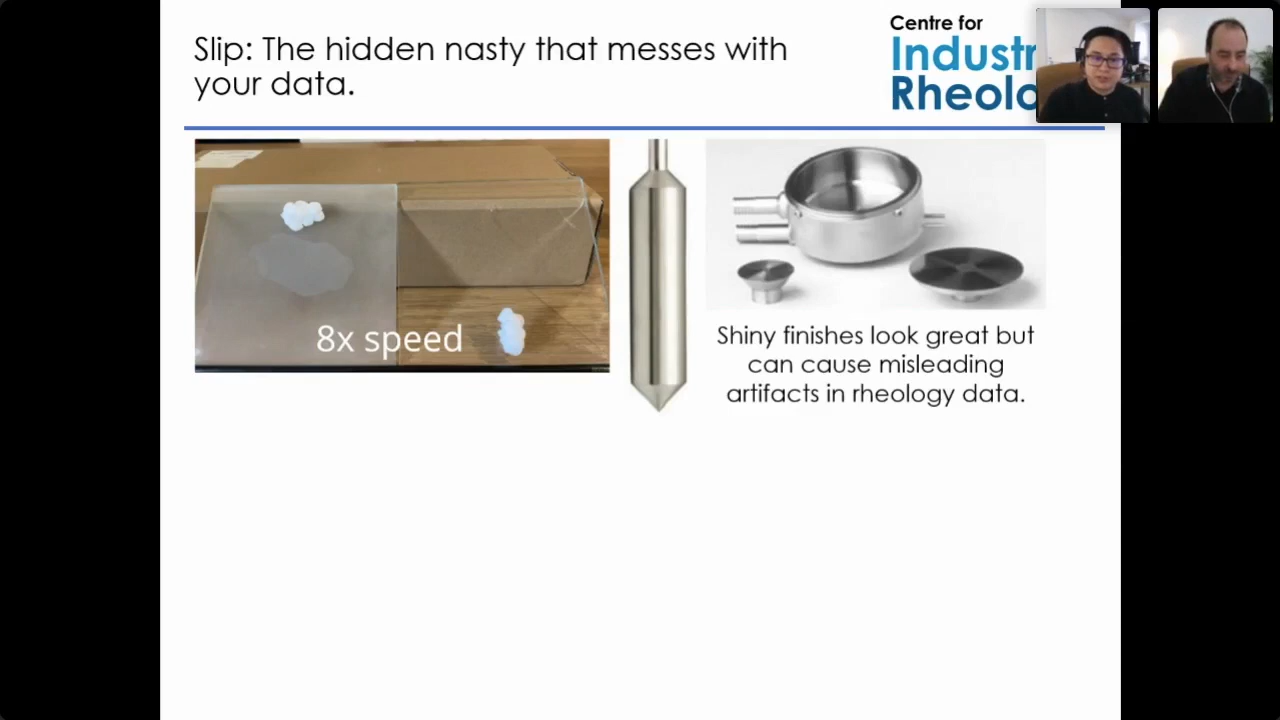 Slip: The hidden nasty that messes with
your data.
Centre for
Industr
Rheolo
8x speed
Shiny finishes look great but
can cause misleading
artifacts in rheology data.